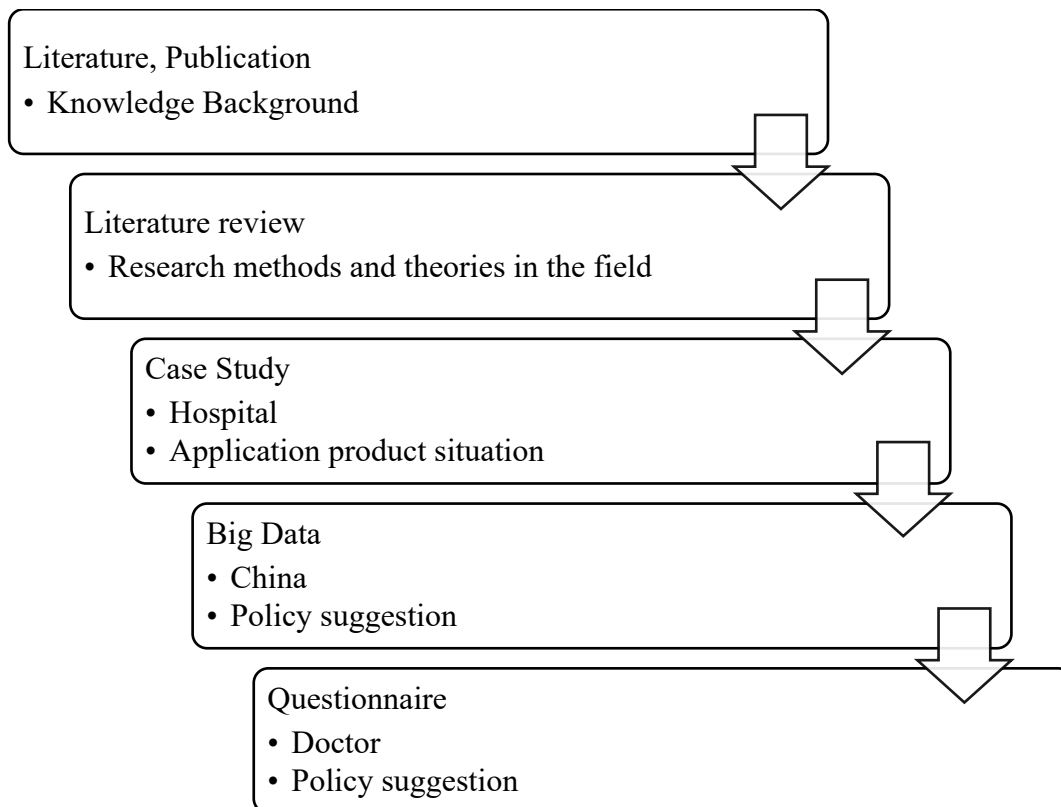 Literature, Publication
• Knowledge Background
Literature review
• Research methods and theories in the field
Case Study
• Hospital
• Application product situation
Big Data
• China
• Policy suggestion
Questionnaire
• Doctor
• Policy suggestion